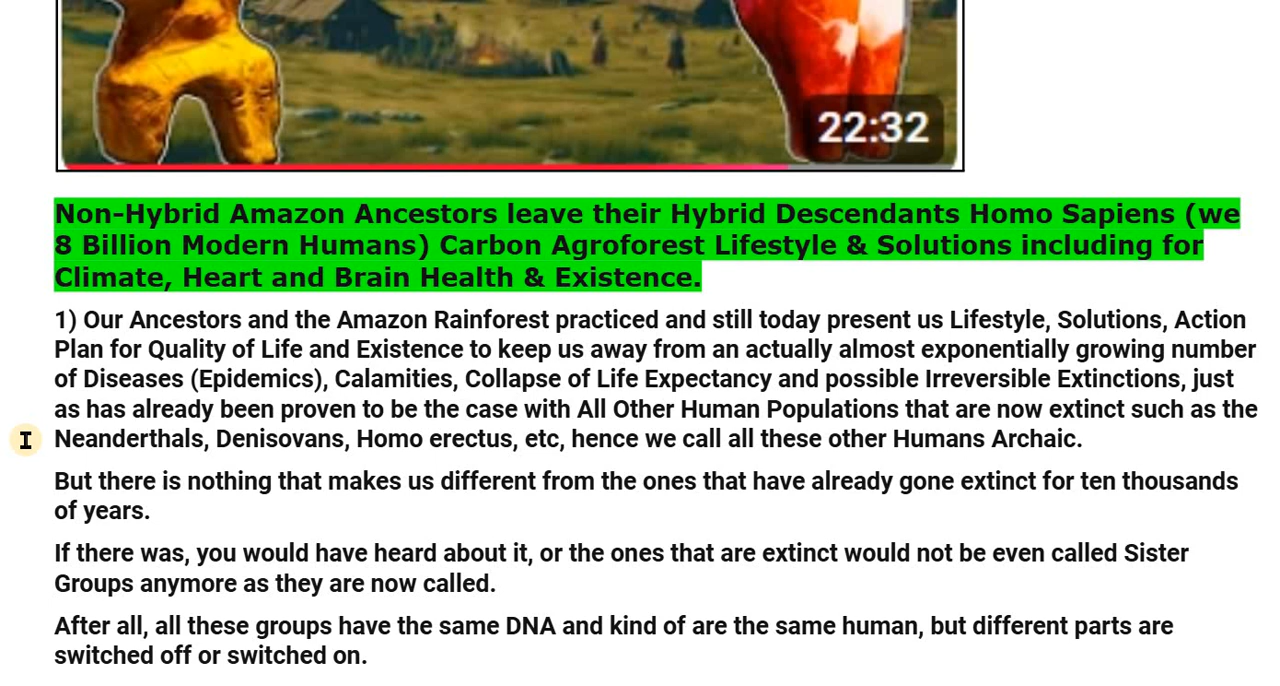 22:32
Non-Hybrid Amazon Ancestors leave their Hybrid Descendants Homo Sapiens (we
8 Billion Modern Humans) Carbon Agroforest Lifestyle & Solutions including for
Climate, Heart and Brain Health & Existence.
1) Our Ancestors and the Amazon Rainforest practiced and still today present us Lifestyle, Solutions, Action
Plan for Quality of Life and Existence to keep us away from an actually almost exponentially growing number
of Diseases (Epidemics), Calamities, Collapse of Life Expectancy and possible Irreversible Extinctions, just
as has already been proven to be the case with All Other Human Populations that are now extinct such as the
Neanderthals, Denisovans, Homo erectus, etc, hence we call all these other Humans Archaic.
But there is nothing that makes us different from the ones that have already gone extinct for ten thousands
of years.
If there was, you would have heard about it, or the ones that are extinct would not be even called Sister
Groups anymore as they are now called.
After all, all these groups have the same DNA and kind of are the same human, but different parts are
switched off or switched on.